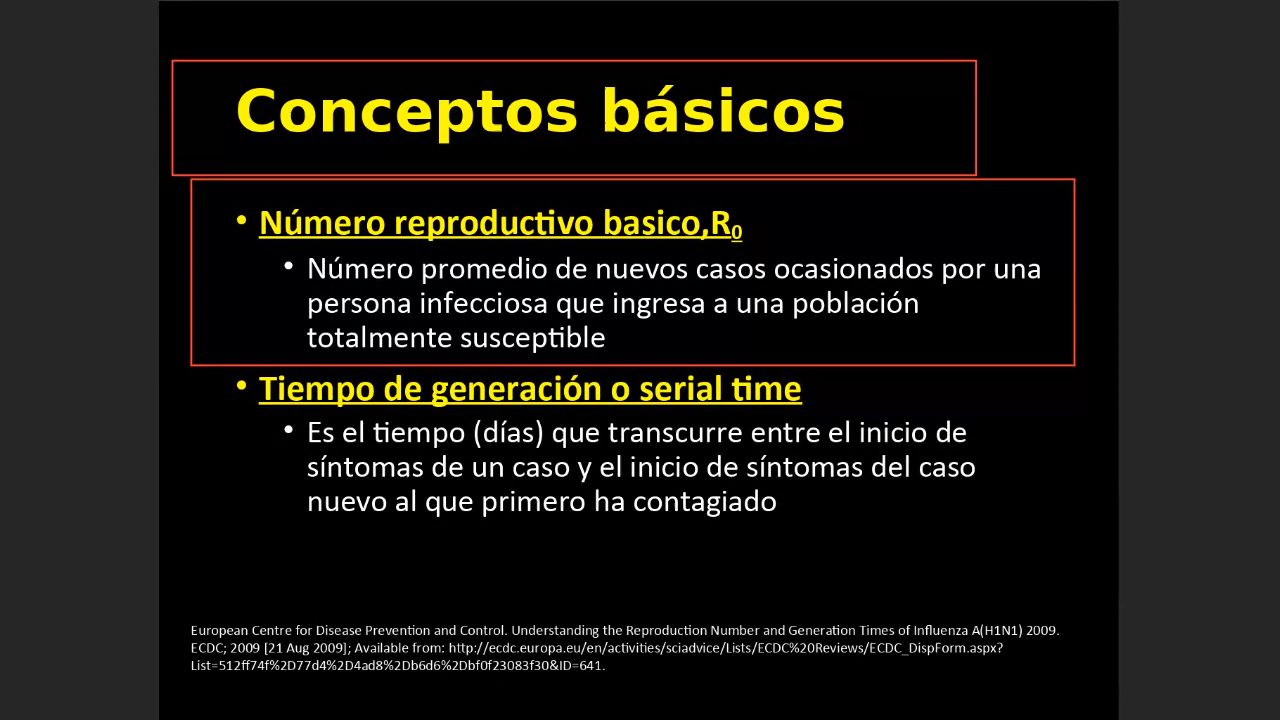 Conceptos básicos
• Número reproductivo basico,R0
• Número promedio de nuevos casos ocasionados por una
persona infecciosa que ingresa a una población
totalmente susceptible
• Tiempo de generación o serial time
• Es el tiempo (días) que transcurre entre el inicio de
síntomas de un caso y el inicio de síntomas del caso
nuevo al que primero ha contagiado
European Centre for Disease Prevention and Control. Understanding the Reproduction Number and Generation Times of Influenza A(H1N1) 2009.
ECDC; 2009 [21 Aug 2009]; Available from: http://ecdc.europa.eu/en/activities/sciadvice/Lists/ECDC%20Reviews/ECDC_DispForm.aspx?
List=512ff74f%2D77d4%2D4ad8%2Db6d6%2Dbf0f23083f30&ID=641.